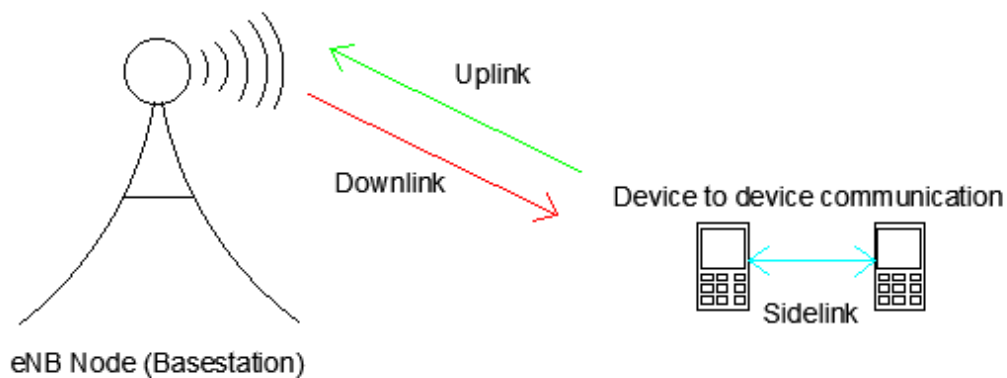 Uplink
Downlink
Device to device communication
Sidelink
eNB Node (Basestation)